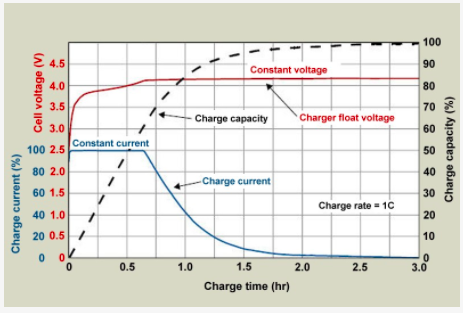 Cell voltage (V)
4.5
4.0
3.5
3.0
2.5
2.0
1.5
1.0
0.5
0
Charge current (%)
100
80
60
40
20
0
Constant voltage
Charge capacity
Charger float voltage
Constant current
Charge current
Charge rate = 1C
100
90
80
70
60
50
40
30
20
10
0
Charge capacity (%)
0 0.5 1.0 1.5 2.0 2.5 3.0
Charge time (hr)